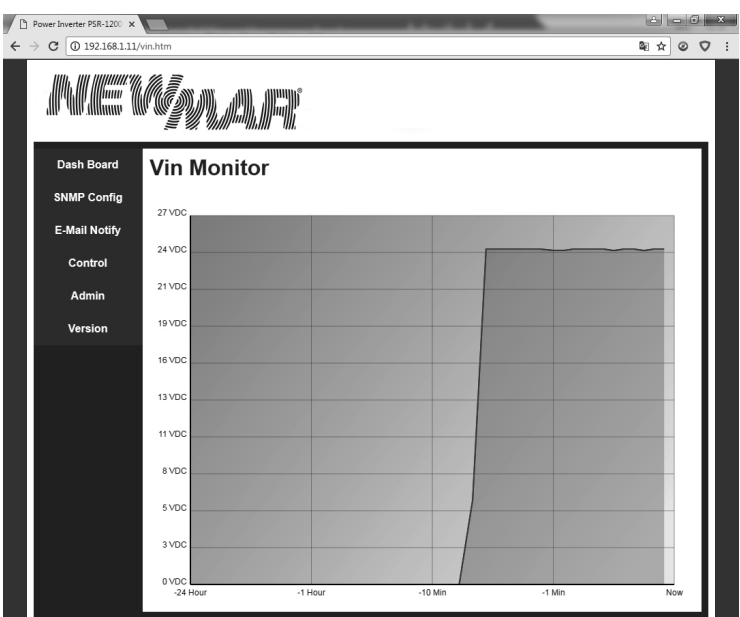 Power Inverter PSR-1200
192.168.1.11/vin.htm
NEWMAR®
Dash Board
SNMP Config
E-Mail Notify
Control
Admin
Version
Vin Monitor
27 VDC
24 VDC
21 VDC
19 VDC
16 VDC
13 VDC
11 VDC
8 VDC
5 VDC
3 VDC
0 VDC
-24 Hour
-1 Hour
-10 Min
-1 Min
Now